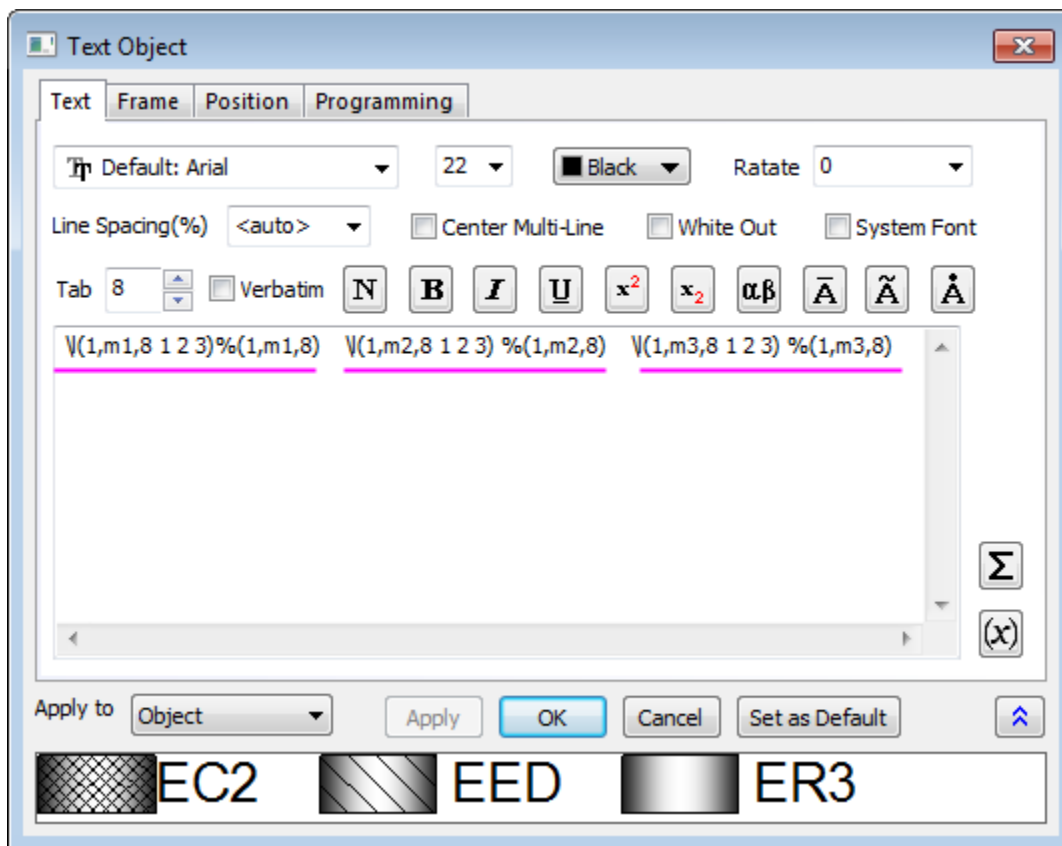 Text Object
Text Frame Position Programming
Default: Arial 22 Black Ratate 0
Line Spacing(%) <auto> Center Multi-Line White Out System Font
Tab 8 Verbatim N B I U x² x₂ αβ Ā Ã Å
\l(1,m1,8 1 2 3)%(1,m1,8) \l(1,m2,8 1 2 3) %(1,m2,8) \l(1,m3,8 1 2 3) %(1,m3,8)
Σ
(x)
Apply to Object Apply OK Cancel Set as Default
EC2 EED ER3